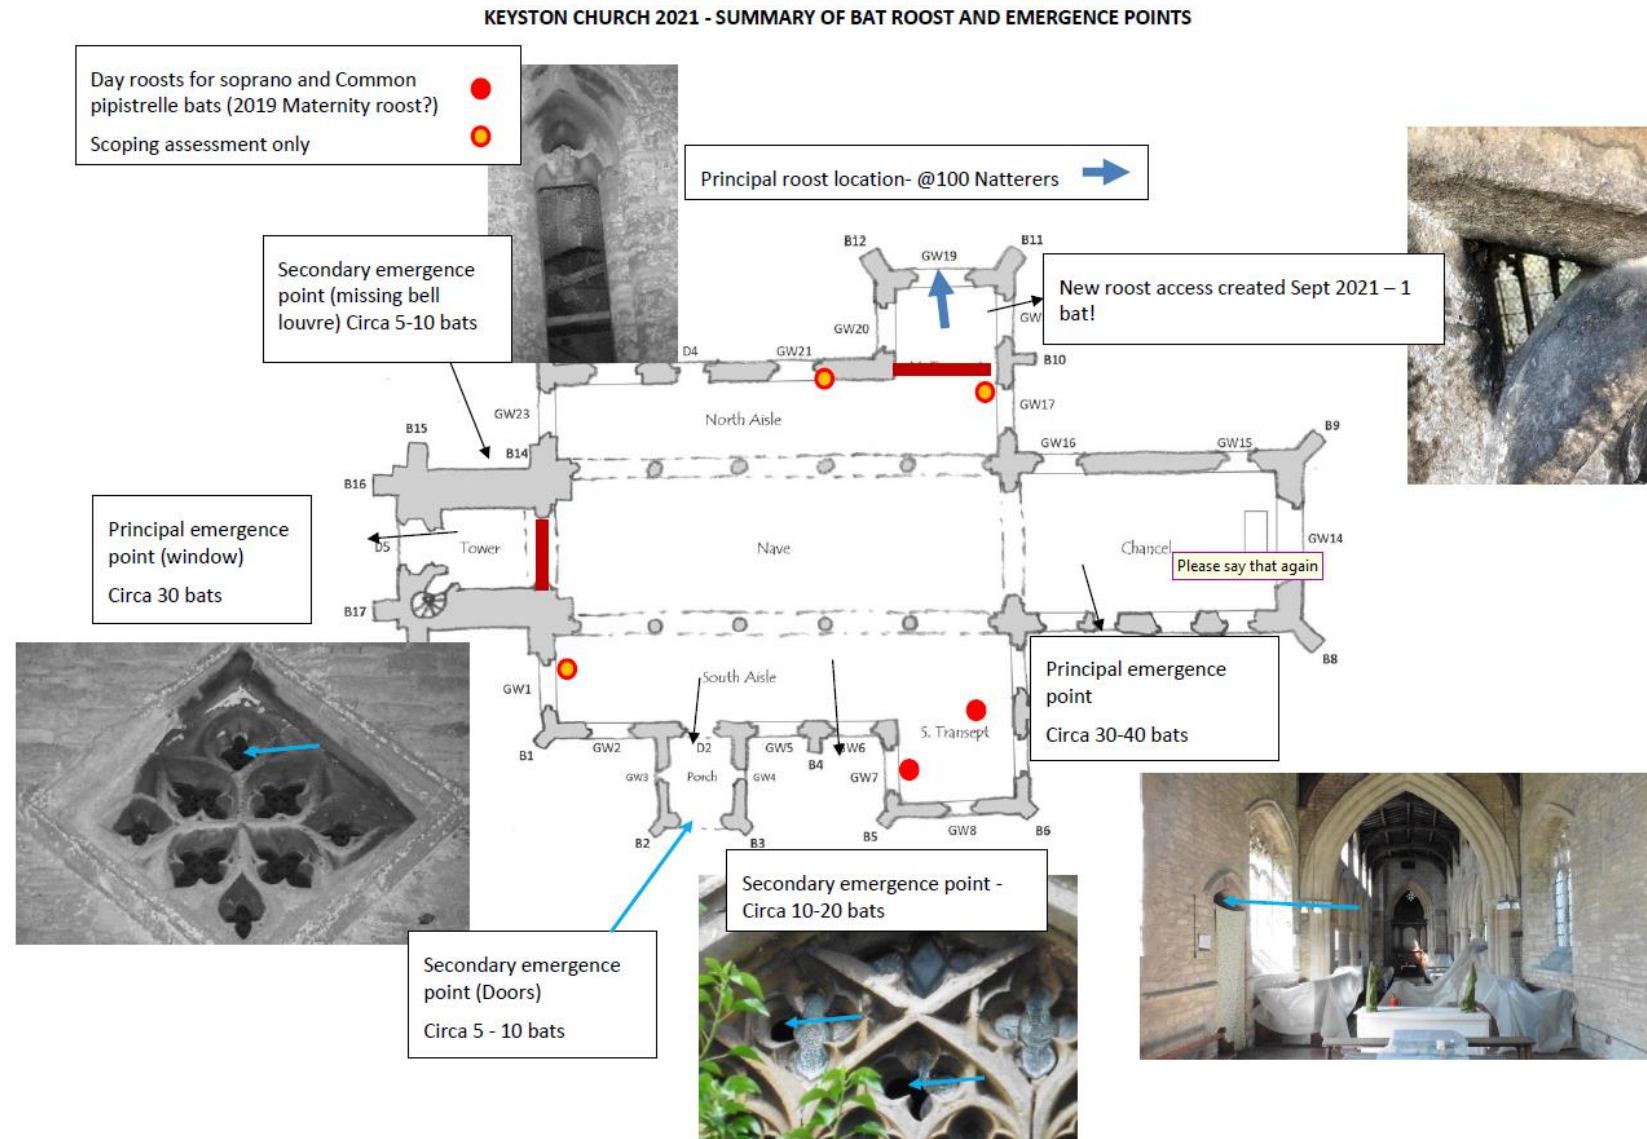 KEYSTON CHURCH 2021 - SUMMARY OF BAT ROOST AND EMERGENCE POINTS
Day roosts for soprano and Common
pipistrelle bats (2019 Maternity roost?)
Scoping assessment only
Principal roost location- @100 Natterers
Secondary emergence
point (missing bell
louvre) Circa 5-10 bats
New roost access created Sept 2021 – 1
bat!
B12
GW19
B11
GW20
GW
D4
GW21
B10
GW23
North Aisle
GW17
B15
B14
GW16
GW15
B9
B16
Principal emergence
point (window)
Circa 30 bats
D5
Tower
Nave
Chancel
GW14
Please say that again
B17
B8
GW1
South Aisle
S. Transept
Principal emergence
point
Circa 30-40 bats
B1
GW2
D2
GW5
B4
GW6
GW3
Porch
GW4
GW7
B2
B3
B5
GW8
B6
Secondary emergence point -
Circa 10-20 bats
Secondary emergence
point (Doors)
Circa 5 - 10 bats